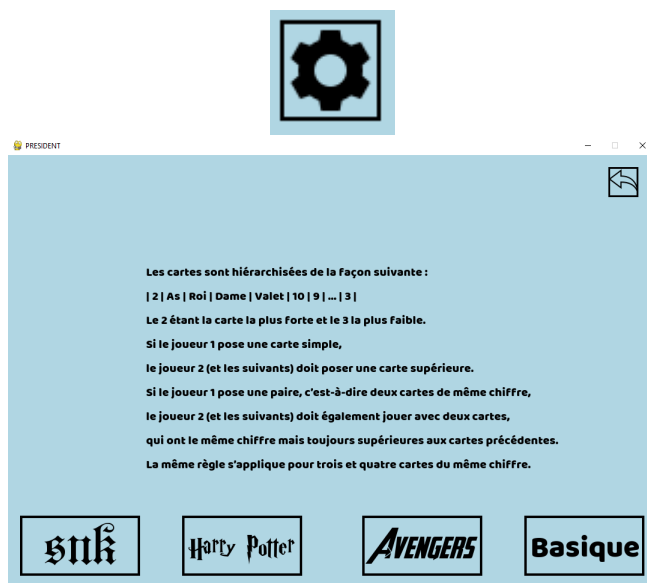 PRESIDENT
Les cartes sont hiérarchisées de la façon suivante :
| 2 | As | Roi | Dame | Valet | 10 | 9 | ... | 3 |
Le 2 étant la carte la plus forte et le 3 la plus faible.
Si le joueur 1 pose une carte simple,
le joueur 2 (et les suivants) doit poser une carte supérieure.
Si le joueur 1 pose une paire, c'est-à-dire deux cartes de même chiffre,
le joueur 2 (et les suivants) doit également jouer avec deux cartes,
qui ont le même chiffre mais toujours supérieures aux cartes précédentes.
La même règle s'applique pour trois et quatre cartes du même chiffre.
snk Harry Potter AVENGERS Basique